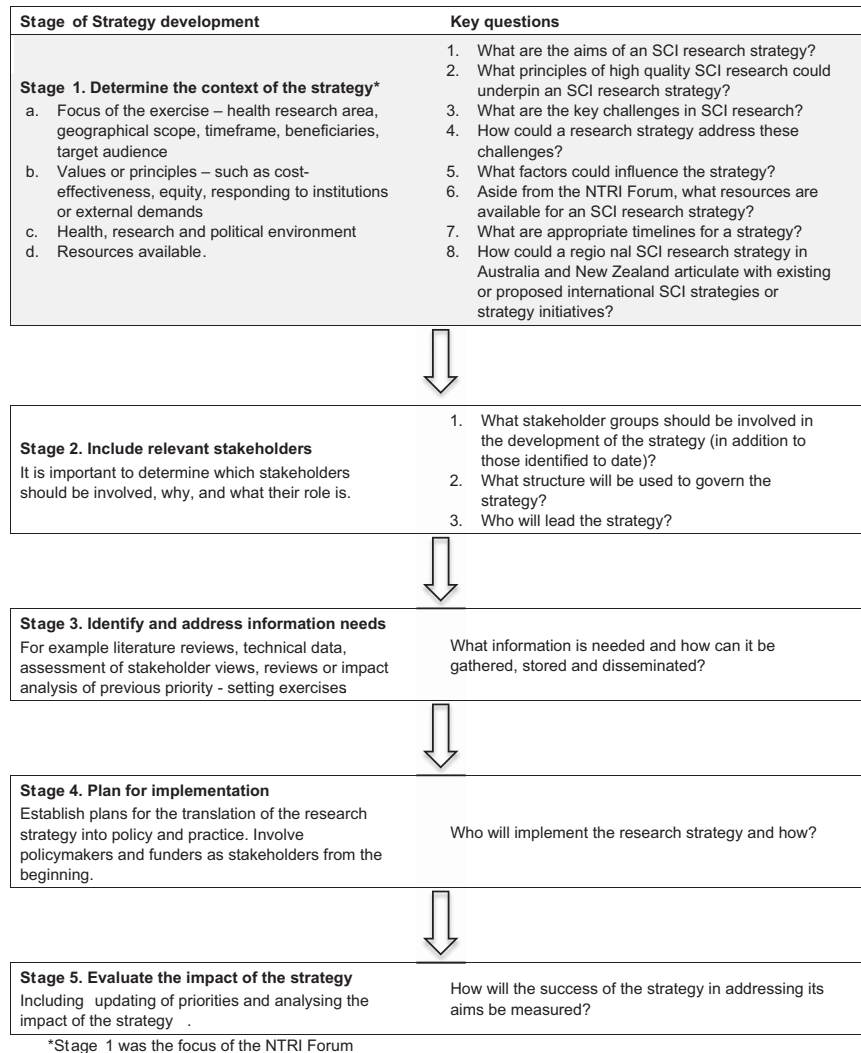 Stage of Strategy development
Key questions
Stage 1. Determine the context of the strategy*
a. Focus of the exercise – health research area,
geographical scope, timeframe, beneficiaries,
target audience
b. Values or principles – such as cost-
effectiveness, equity, responding to institutions
or external demands
c. Health, research and political environment
d. Resources available.
1. What are the aims of an SCI research strategy?
2. What principles of high quality SCI research could
underpin an SCI research strategy?
3. What are the key challenges in SCI research?
4. How could a research strategy address these
challenges?
5. What factors could influence the strategy?
6. Aside from the NTRI Forum, what resources are
available for an SCI research strategy?
7. What are appropriate timelines for a strategy?
8. How could a regio nal SCI research strategy in
Australia and New Zealand articulate with existing
or proposed international SCI strategies or
strategy initiatives?
Stage 2. Include relevant stakeholders
It is important to determine which stakeholders
should be involved, why, and what their role is.
1. What stakeholder groups should be involved in
the development of the strategy (in addition to
those identified to date)?
2. What structure will be used to govern the
strategy?
3. Who will lead the strategy?
Stage 3. Identify and address information needs
For example literature reviews, technical data,
assessment of stakeholder views, reviews or impact
analysis of previous priority - setting exercises
What information is needed and how can it be
gathered, stored and disseminated?
Stage 4. Plan for implementation
Establish plans for the translation of the research
strategy into policy and practice. Involve
policymakers and funders as stakeholders from the
beginning.
Who will implement the research strategy and how?
Stage 5. Evaluate the impact of the strategy
Including updating of priorities and analysing the
impact of the strategy .
How will the success of the strategy in addressing its
aims be measured?
*Stage 1 was the focus of the NTRI Forum